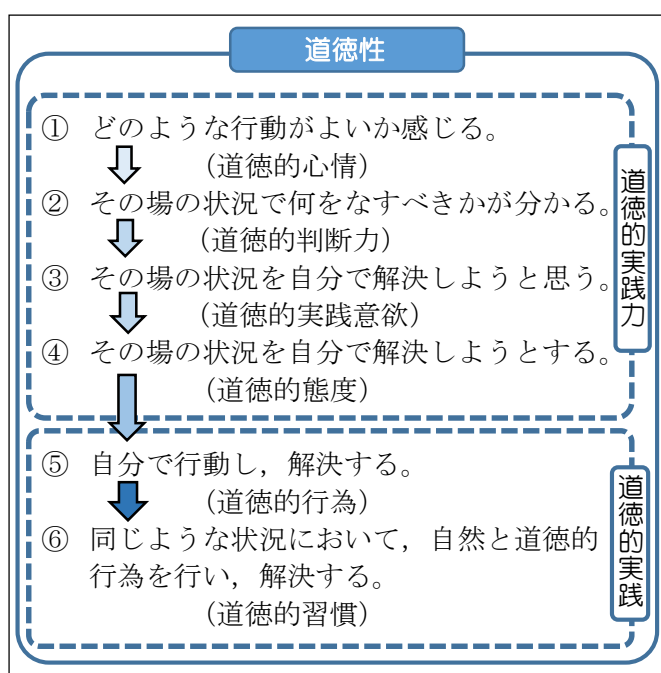 道徳性
① どのような行動がよいか感じる。
(道徳的心情)
② その場の状況で何をなすべきかが分かる。
(道徳的判断力)
③ その場の状況を自分で解決しようと思う。
(道徳的実践意欲)
④ その場の状況を自分で解決しようとする。
(道徳的態度)
道徳的実践力
⑤ 自分で行動し，解決する。
(道徳的行為)
⑥ 同じような状況において，自然と道徳的
行為を行い，解決する。
(道徳的習慣)
道徳的実践